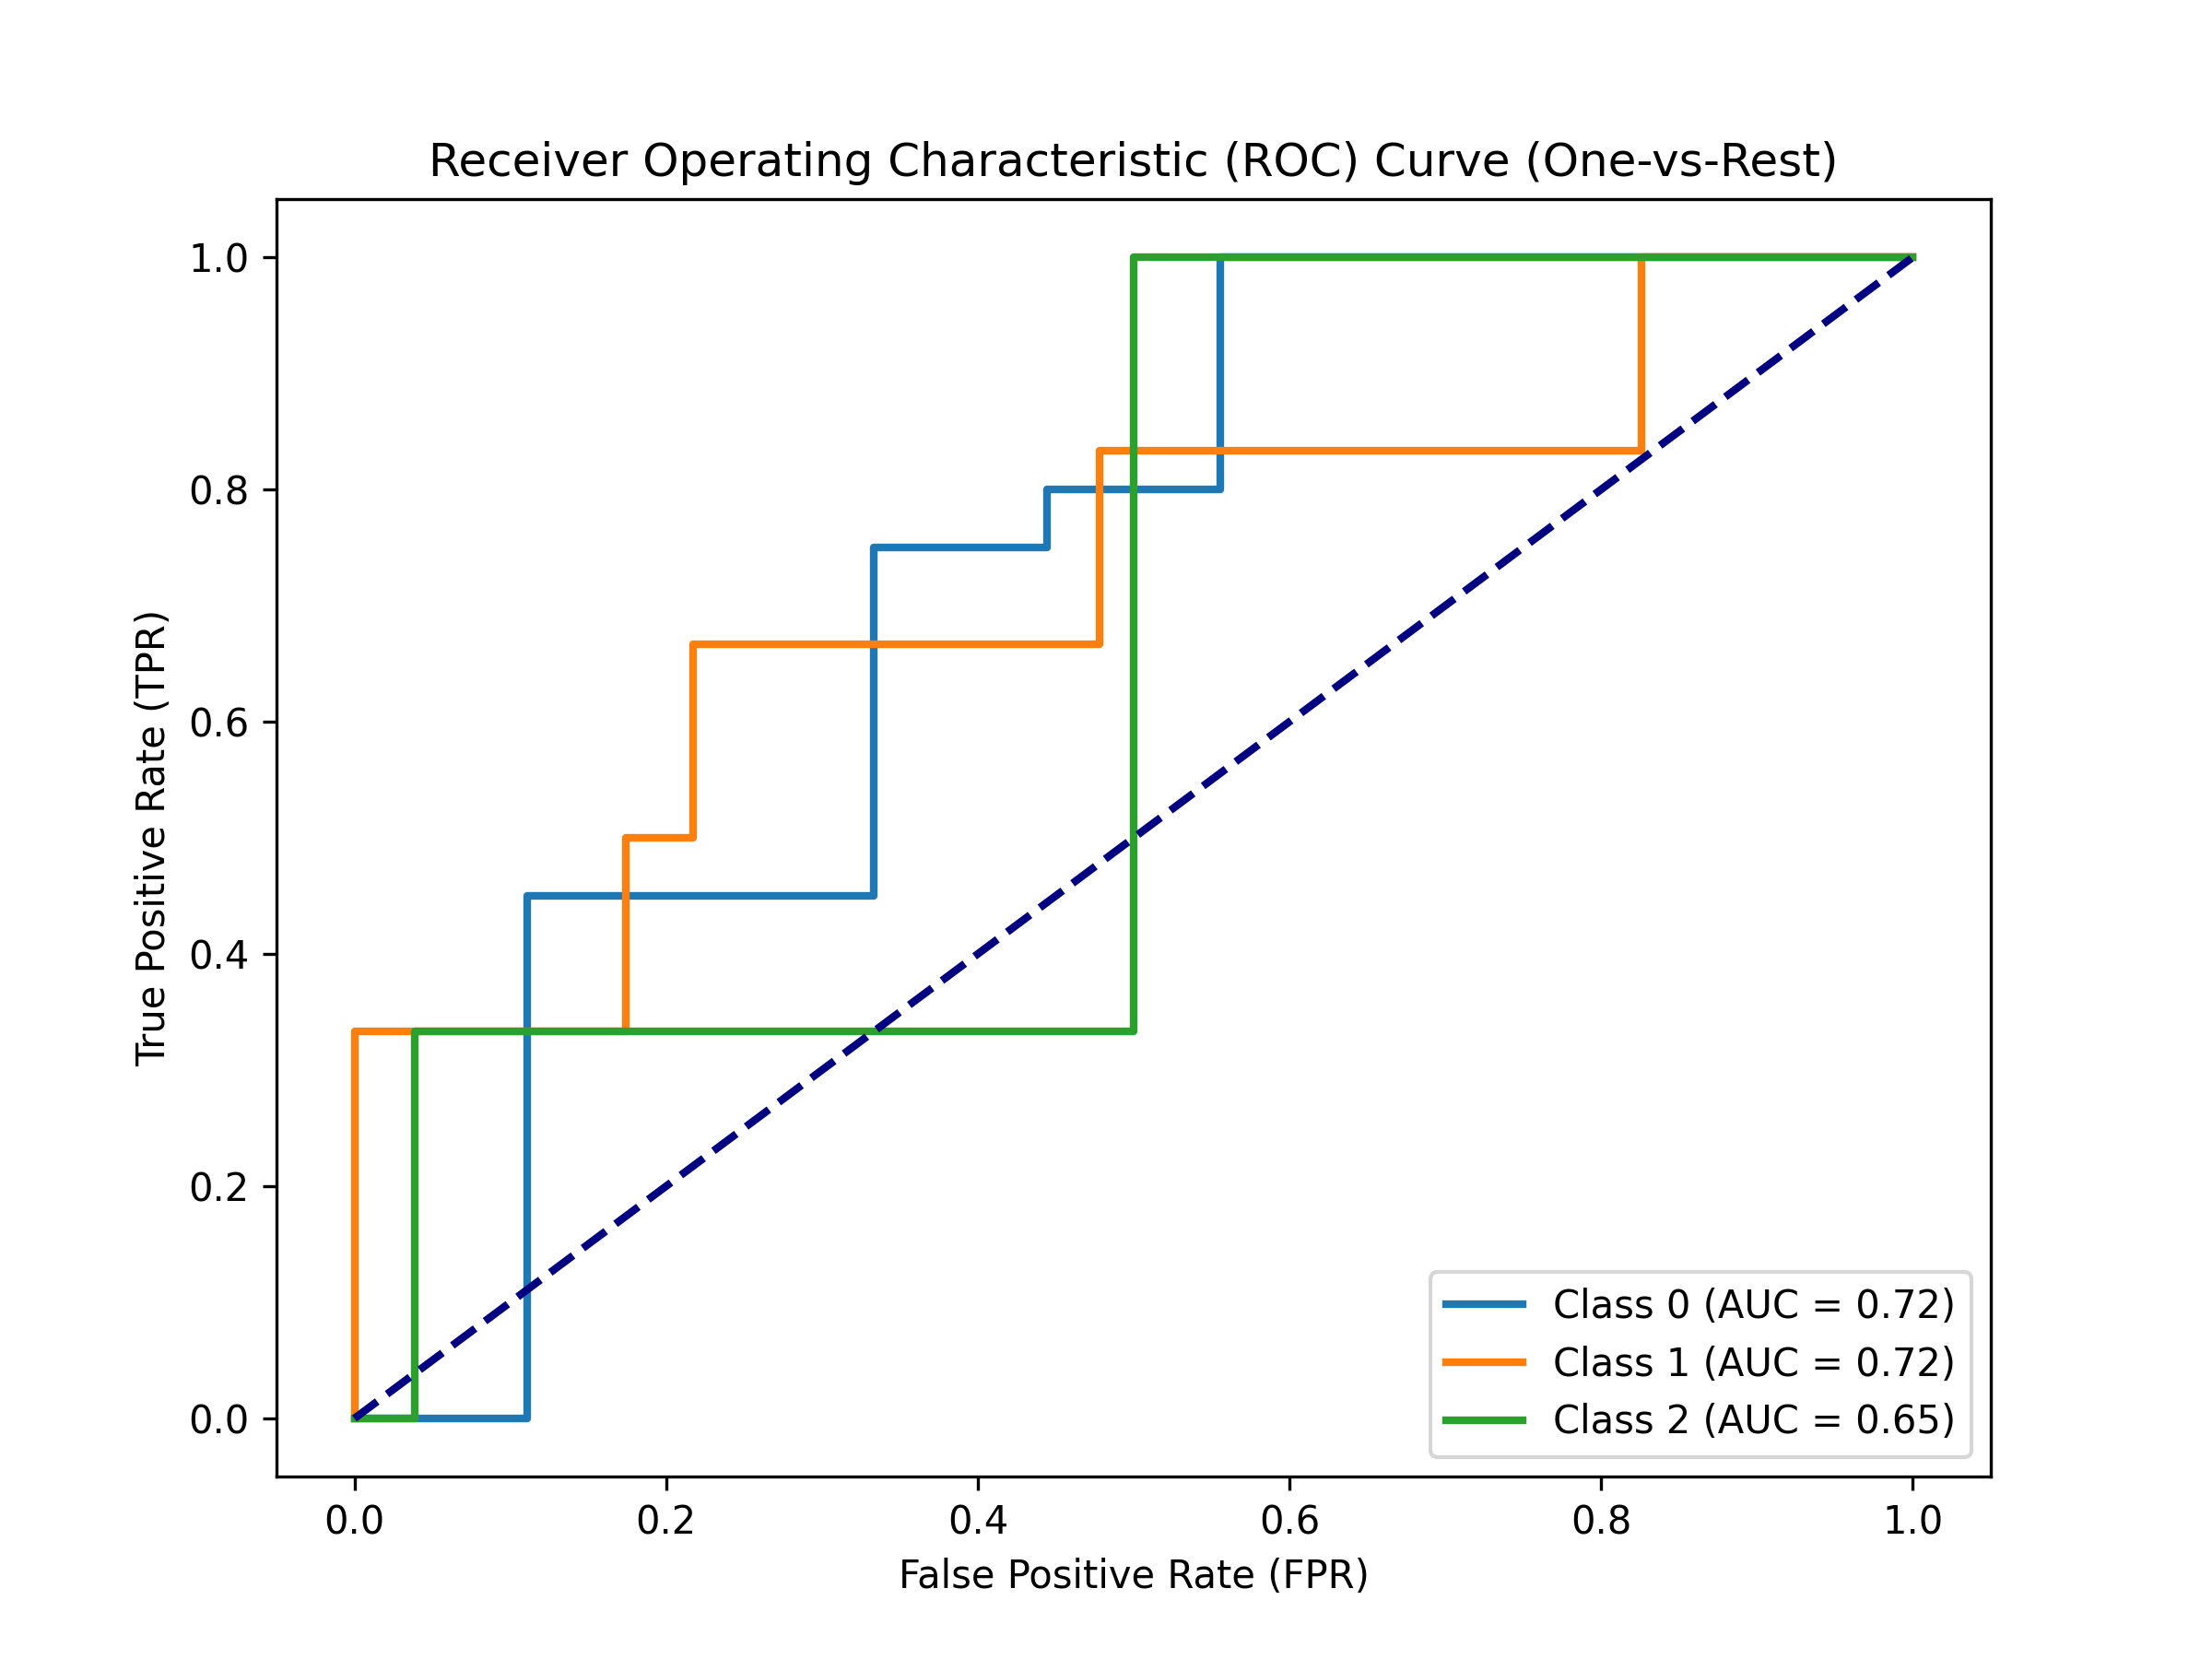 Receiver Operating Characteristic (ROC) Curve (One-vs-Rest)
True Positive Rate (TPR)
1.0
0.8
0.6
0.4
0.2
0.0
Class 0 (AUC = 0.72)
Class 1 (AUC = 0.72)
Class 2 (AUC = 0.65)
0.0 0.2 0.4 0.6 0.8 1.0
False Positive Rate (FPR)